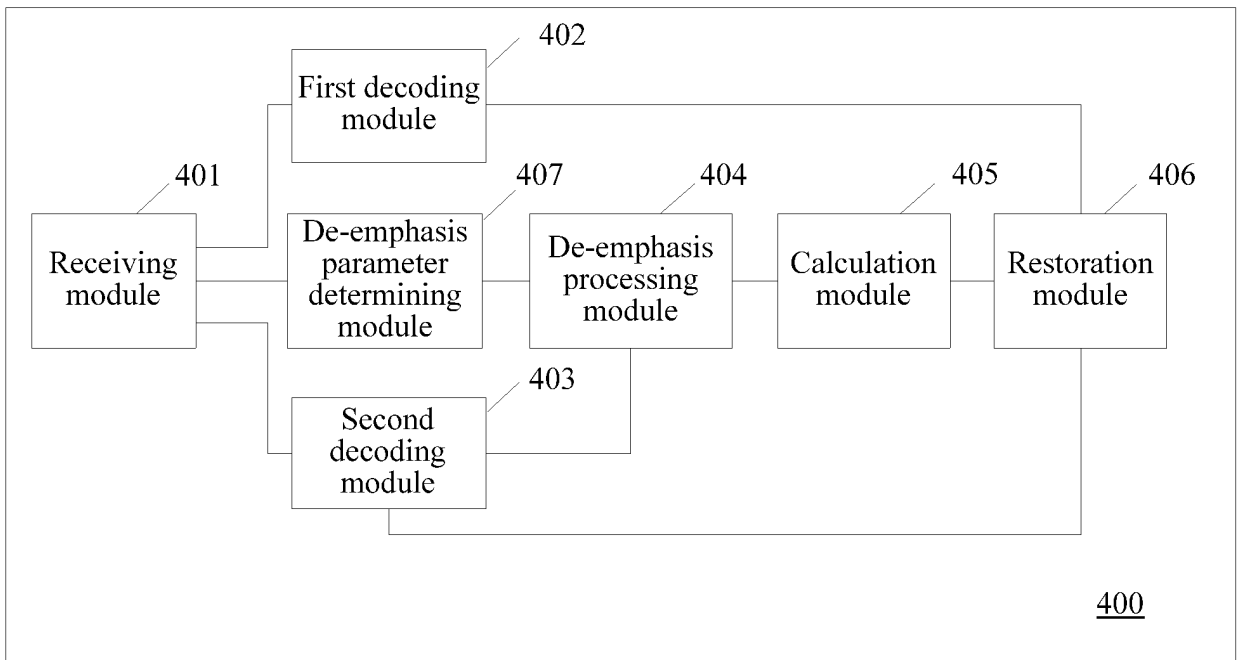 402
First decoding
module
401
407
404
405
406
Receiving
module
De-emphasis
parameter
determining
module
De-emphasis
processing
module
Calculation
module
Restoration
module
403
Second
decoding
module
400